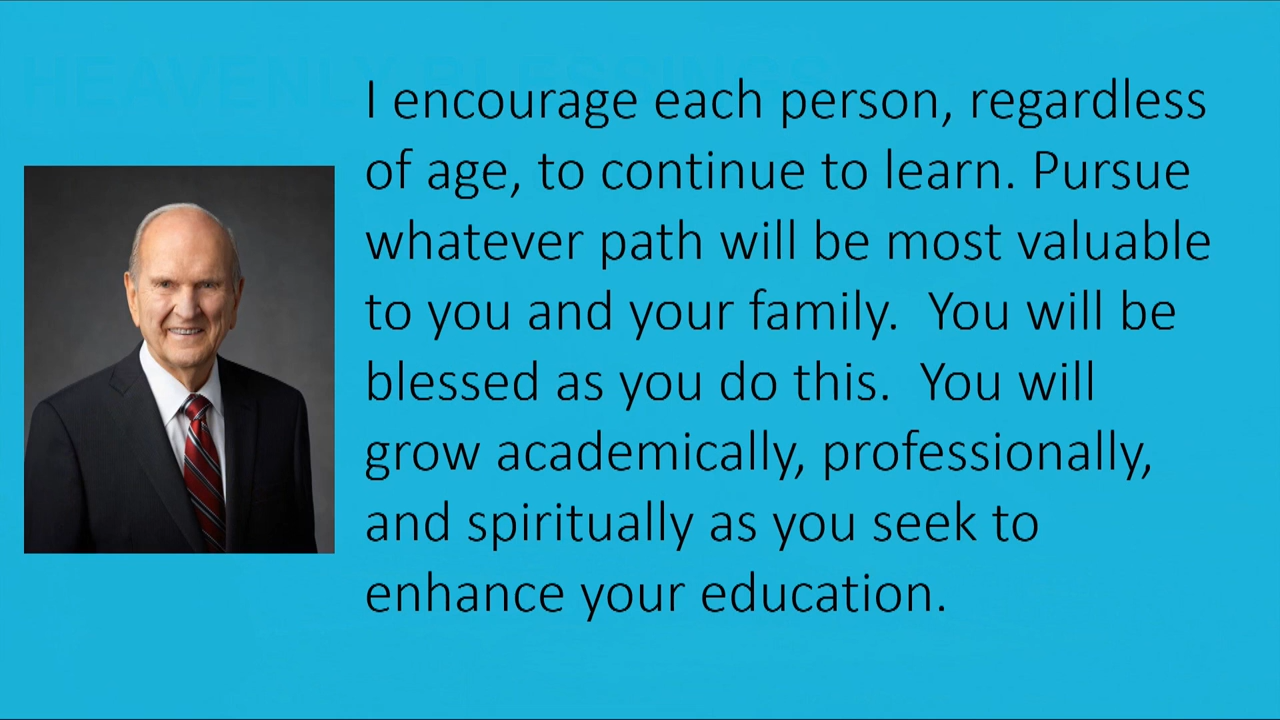 HEAVENLY BLESSINGS
I encourage each person, regardless
of age, to continue to learn. Pursue
whatever path will be most valuable
to you and your family.  You will be
blessed as you do this.  You will
grow academically, professionally,
and spiritually as you seek to
enhance your education.